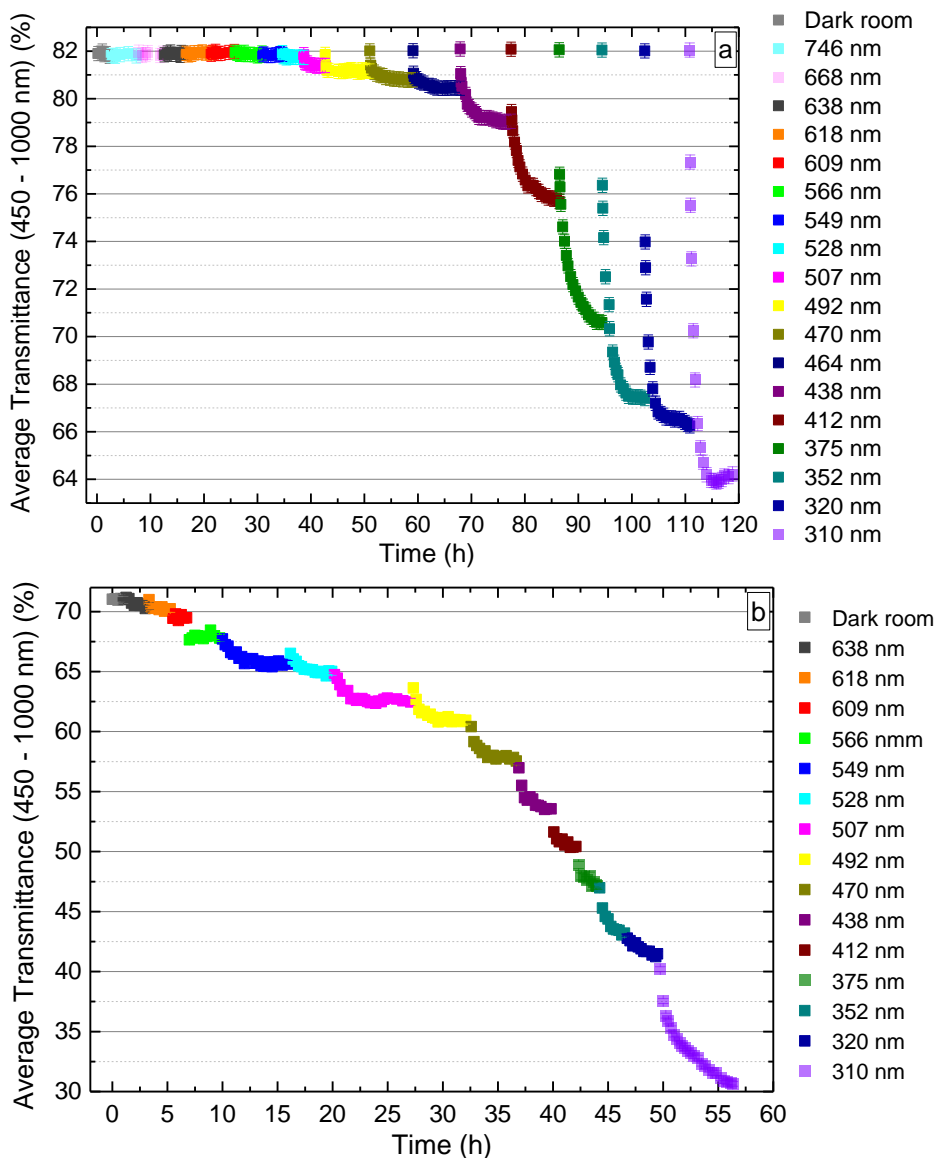 Average Transmittance (450 - 1000 nm) (%)
82
80
78
76
74
72
70
68
66
64
0 10 20 30 40 50 60 70 80 90 100 110 120
Time (h)
a
Dark room
746 nm
668 nm
638 nm
618 nm
609 nm
566 nm
549 nm
528 nm
507 nm
492 nm
470 nm
464 nm
438 nm
412 nm
375 nm
352 nm
320 nm
310 nm
Average Transmittance (450 - 1000 nm) (%)
70
65
60
55
50
45
40
35
30
0 5 10 15 20 25 30 35 40 45 50 55 60
Time (h)
b
Dark room
638 nm
618 nm
609 nm
566 nmm
549 nm
528 nm
507 nm
492 nm
470 nm
438 nm
412 nm
375 nm
352 nm
320 nm
310 nm